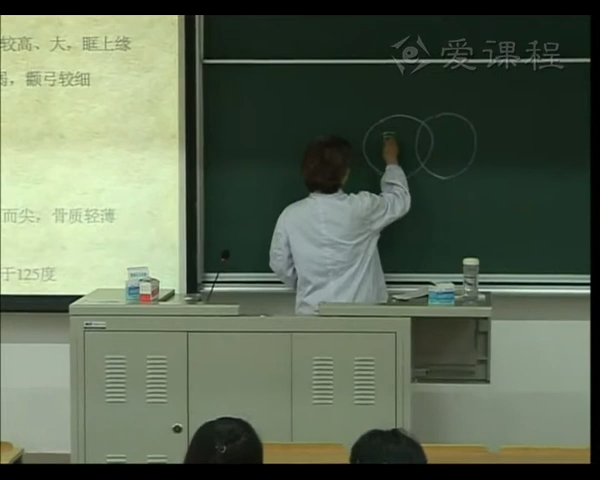 较高、大，眶上缘
弱，颧弓较细
而尖，骨质轻薄
于125度
爱课程